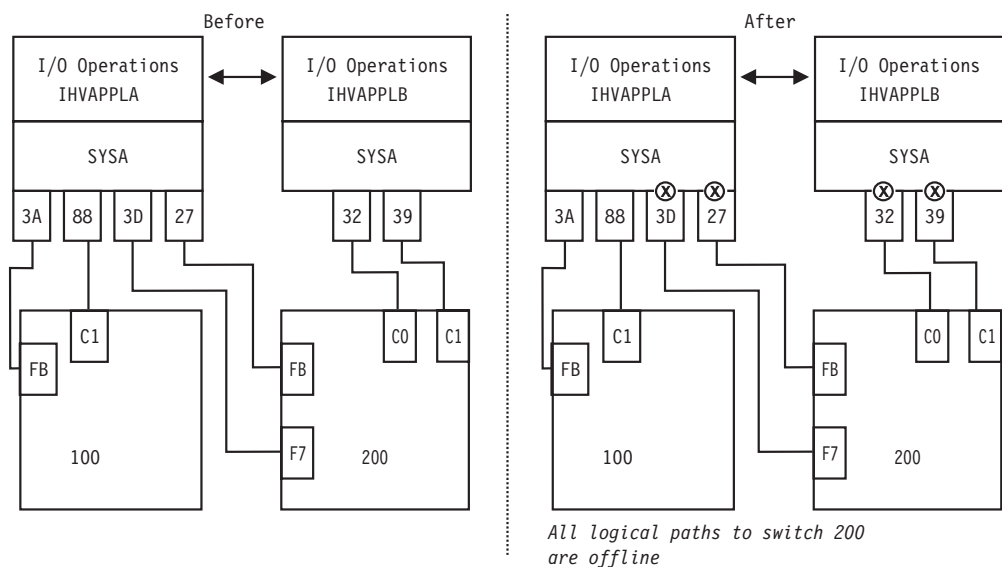 Before
I/O Operations
IHVAPPLA
I/O Operations
IHVAPPLB
SYSA
SYSA
3A
88
3D
27
32
39
C1
C0
C1
FB
FB
F7
100
200
After
I/O Operations
IHVAPPLA
I/O Operations
IHVAPPLB
SYSA
SYSA
X
X
X
X
3A
88
3D
27
32
39
C1
C0
C1
FB
FB
F7
100
200
All logical paths to switch 200
are offline